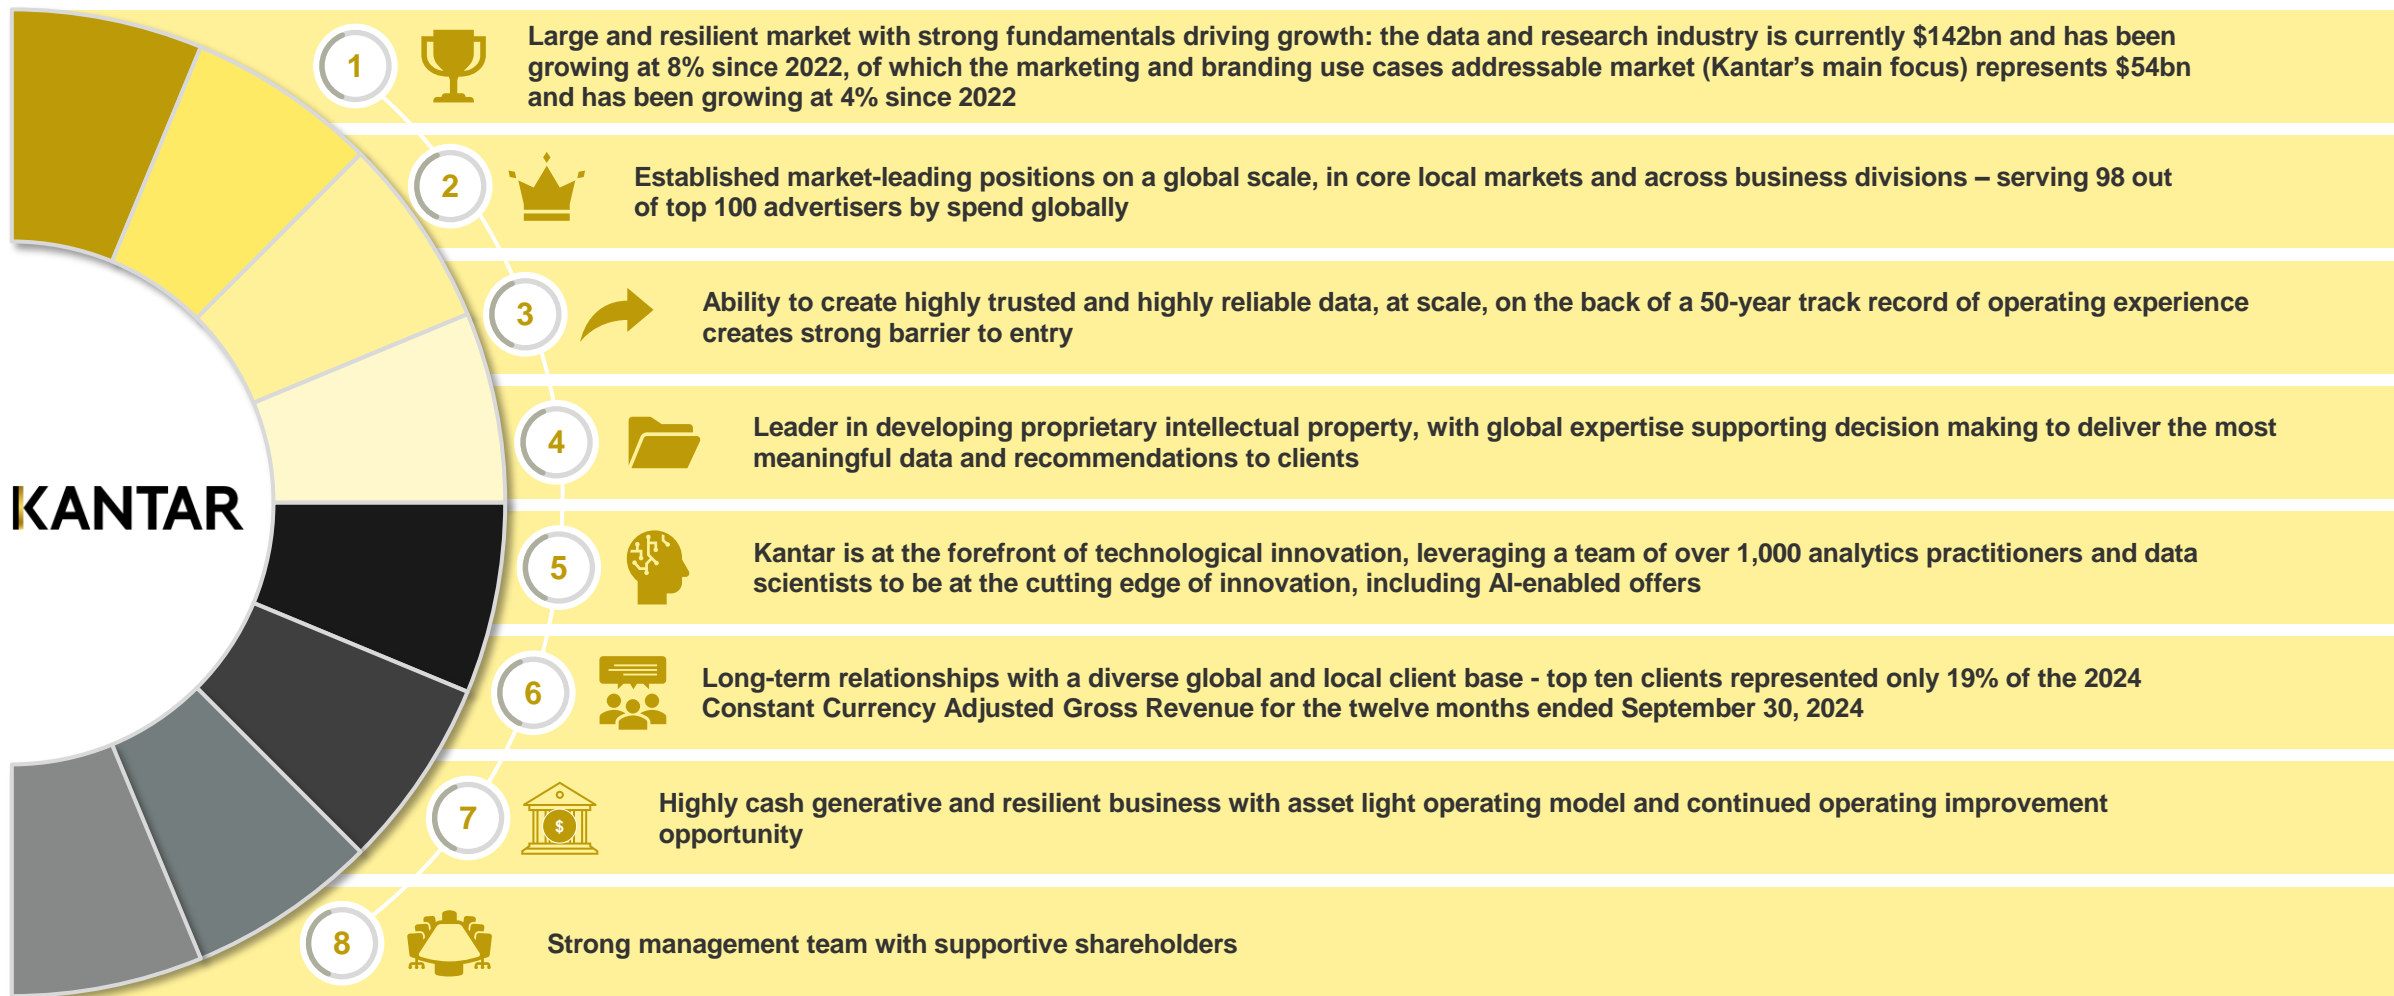 1
Large and resilient market with strong fundamentals driving growth: the data and research industry is currently $142bn and has been
growing at 8% since 2022, of which the marketing and branding use cases addressable market (Kantar's main focus) represents $54bn
and has been growing at 4% since 2022
2
Established market-leading positions on a global scale, in core local markets and across business divisions – serving 98 out
of top 100 advertisers by spend globally
3
Ability to create highly trusted and highly reliable data, at scale, on the back of a 50-year track record of operating experience
creates strong barrier to entry
4
Leader in developing proprietary intellectual property, with global expertise supporting decision making to deliver the most
meaningful data and recommendations to clients
KANTAR
5
Kantar is at the forefront of technological innovation, leveraging a team of over 1,000 analytics practitioners and data
scientists to be at the cutting edge of innovation, including AI-enabled offers
6
Long-term relationships with a diverse global and local client base - top ten clients represented only 19% of the 2024
Constant Currency Adjusted Gross Revenue for the twelve months ended September 30, 2024
7
$
Highly cash generative and resilient business with asset light operating model and continued operating improvement
opportunity
8
Strong management team with supportive shareholders